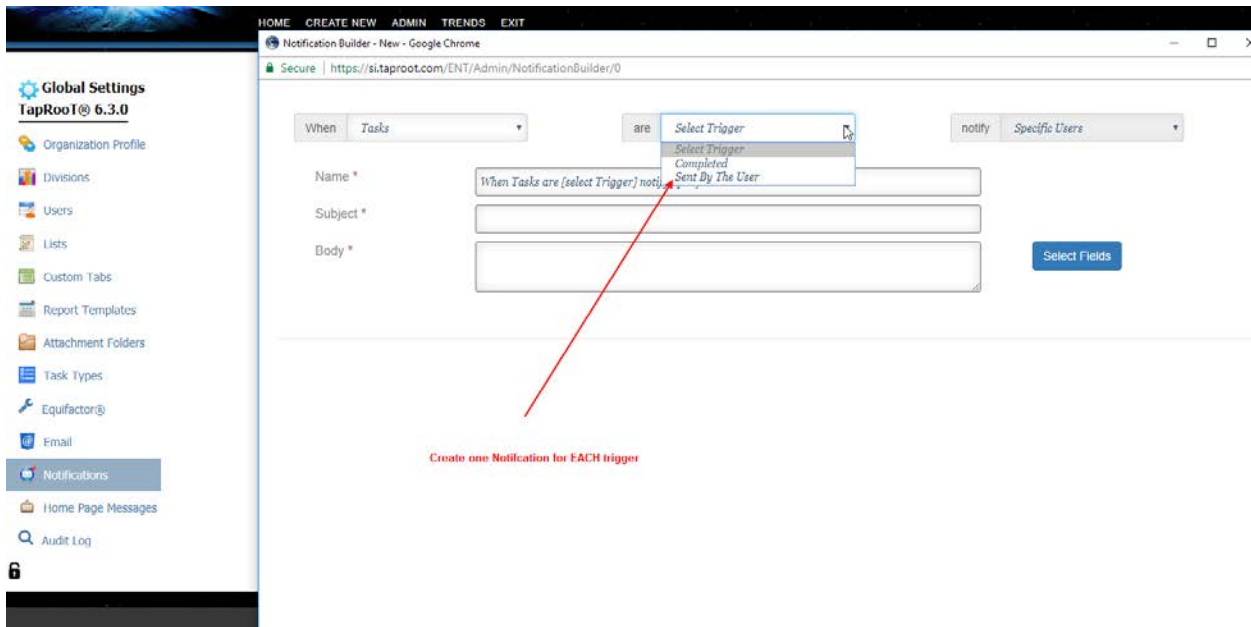 HOME CREATE NEW ADMIN TRENDS EXIT
Notification Builder - New - Google Chrome
Secure | https://si.taproot.com/ENT/Admin/NotificationBuilder/0
Global Settings
TapRooT® 6.3.0
Organization Profile
Divisions
Users
Lists
Custom Tabs
Report Templates
Attachment Folders
Task Types
Equifactor®
Email
Notifications
Home Page Messages
Audit Log
When Tasks are Select Trigger notify Specific Users
Select Trigger
Completed
Sent By The User
Name *
When Tasks are [select Trigger]
Subject *
Body *
Select Fields
Create one Notifcation for EACH trigger